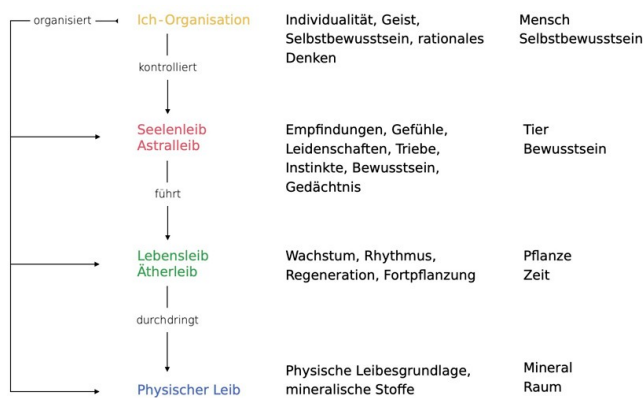 organisiert
Ich-Organisation
Individualität, Geist,
Selbstbewusstsein, rationales
Denken
Mensch
Selbstbewusstsein
kontrolliert
Seelenleib
Astralleib
Empfindungen, Gefühle,
Leidenschaften, Triebe,
Instinkte, Bewusstsein,
Gedächtnis
Tier
Bewusstsein
führt
Lebensleib
Ätherleib
Wachstum, Rhythmus,
Regeneration, Fortpflanzung
Pflanze
Zeit
durchdringt
Physischer Leib
Physische Leibesgrundlage,
mineralische Stoffe
Mineral
Raum